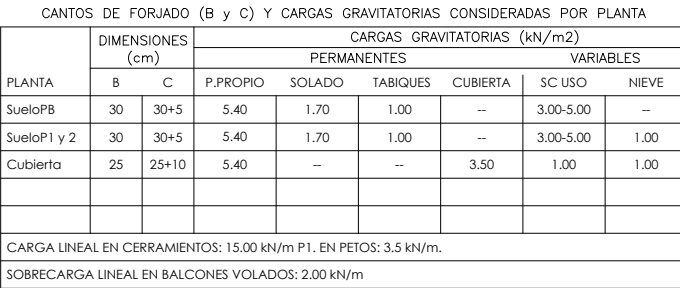 CANTOS DE FORJADO (B y C) Y CARGAS GRAVITATORIAS CONSIDERADAS POR PLANTA
DIMENSIONES (cm) CARGAS GRAVITATORIAS (kN/m2)
PERMANENTES VARIABLES
PLANTA B C P.PROPIO SOLADO TABIQUES CUBIERTA SC USO NIEVE
SueloPB 30 30+5 5.40 1.70 1.00 -- 3.00-5.00 --
SueloP1 y 2 30 30+5 5.40 1.70 1.00 -- 3.00-5.00 1.00
Cubierta 25 25+10 5.40 -- -- 3.50 1.00 1.00
CARGA LINEAL EN CERRAMIENTOS: 15.00 kN/m P1. EN PETOS: 3.5 kN/m.
SOBRECARGA LINEAL EN BALCONES VOLADOS: 2.00 kN/m